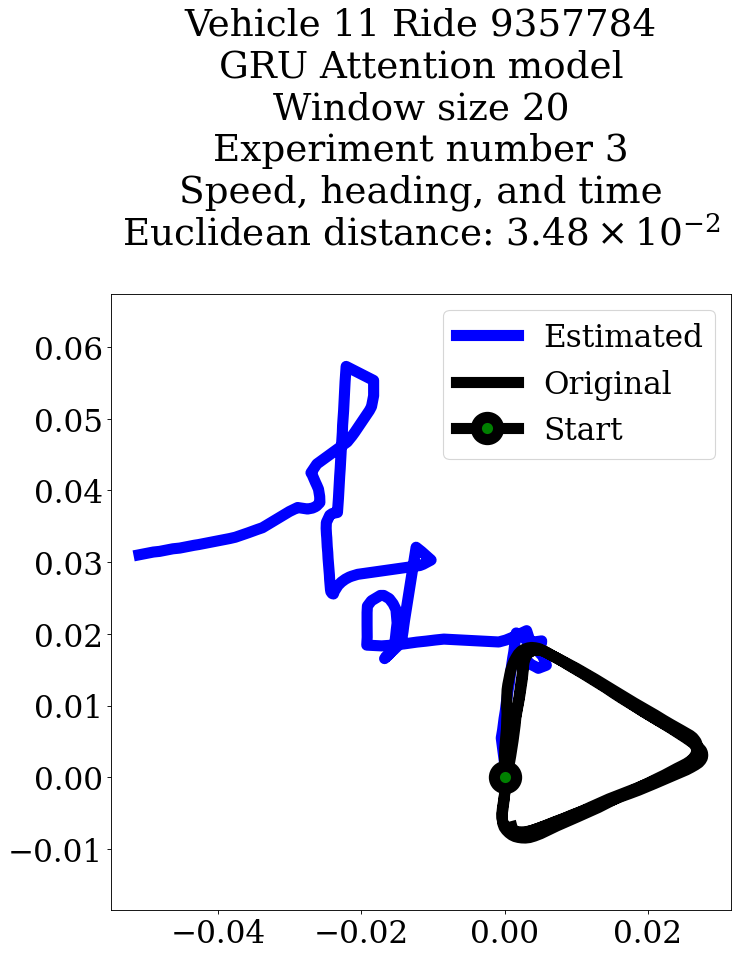 Vehicle 11 Ride 9357784
GRU Attention model
Window size 20
Experiment number 3
Speed, heading, and time
Euclidean distance: 3.48 × 10⁻²
Estimated
Original
Start
0.06
0.05
0.04
0.03
0.02
0.01
0.00
−0.01
−0.04
−0.02
0.00
0.02